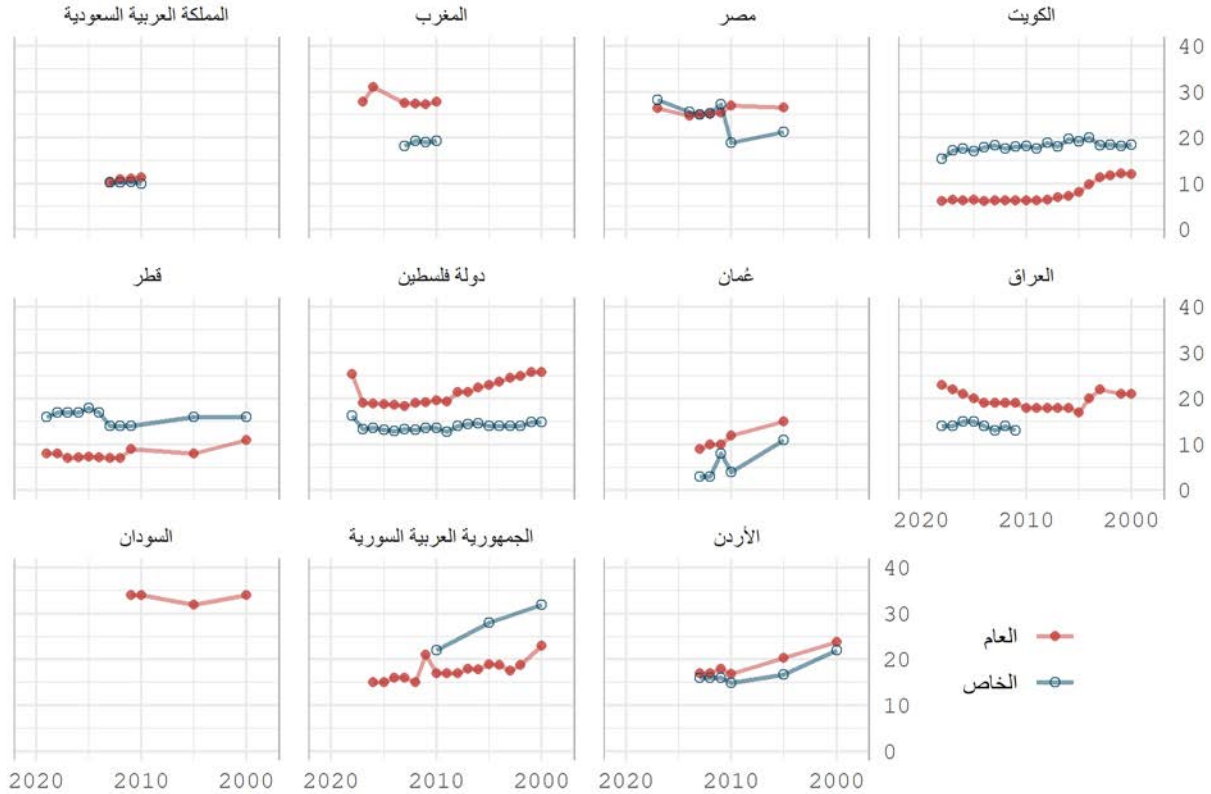 الكويت
مصر
المغرب
المملكة العربية السعودية
40
30
20
10
0
العراق
عُمان
دولة فلسطين
قطر
40
30
20
10
0
2000
2010
2020
الأردن
الجمهورية العربية السورية
السودان
40
30
20
10
0
العام
الخاص
2000
2010
2020
2000
2010
2020
2000
2010
2020